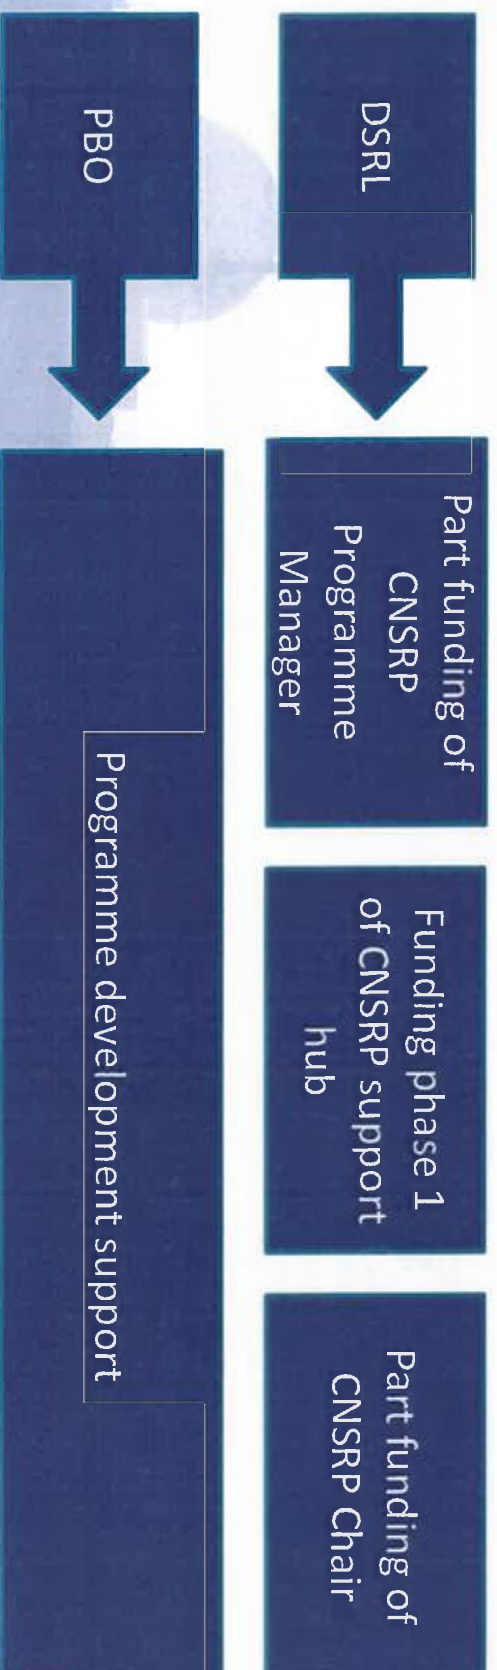 DSRL
Part funding of
CNSRP
Programme
Manager
Funding phase 1
of CNSRP support
hub
Part funding of
CNSRP Chair
PBO
Programme development support